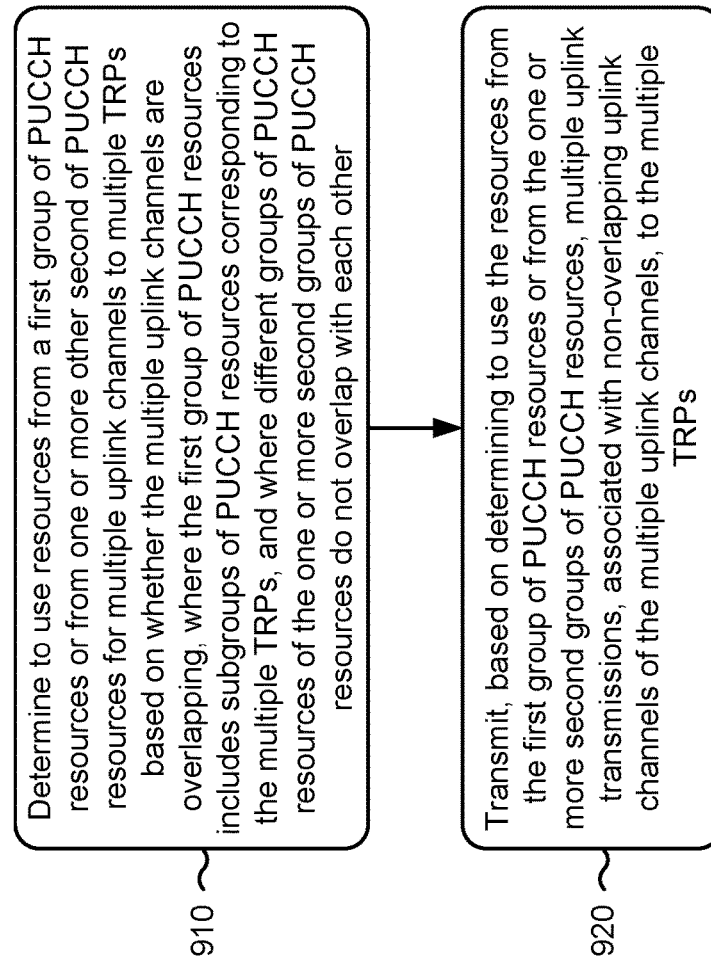 910
Determine to use resources from a first group of PUCCH
resources or from one or more other second of PUCCH
resources for multiple uplink channels to multiple TRPs
based on whether the multiple uplink channels are
overlapping, where the first group of PUCCH resources
includes subgroups of PUCCH resources corresponding to
the multiple TRPs, and where different groups of PUCCH
resources of the one or more second groups of PUCCH
resources do not overlap with each other
920
Transmit, based on determining to use the resources from
the first group of PUCCH resources or from the one or
more second groups of PUCCH resources, multiple uplink
transmissions, associated with non-overlapping uplink
channels of the multiple uplink channels, to the multiple
TRPs